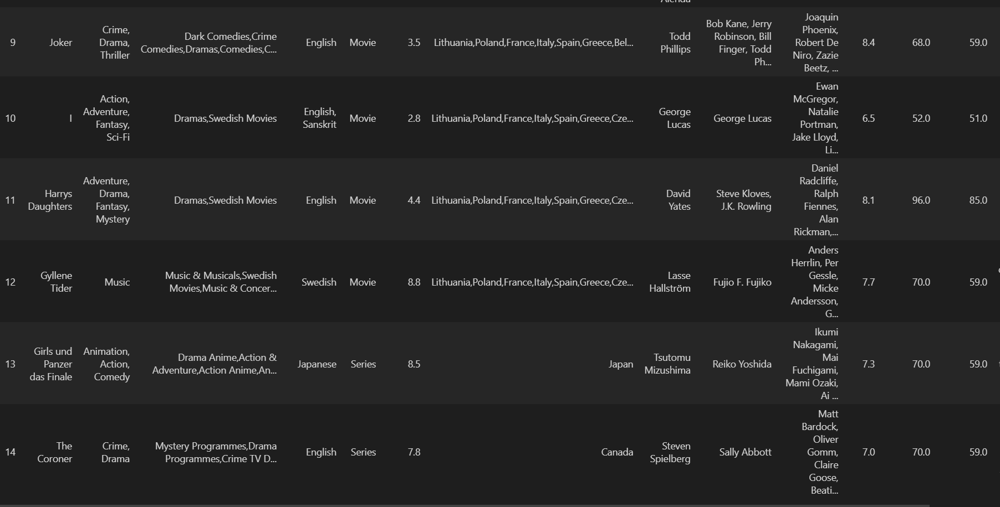 9 Joker Crime, Drama, Thriller Dark Comedies,Crime Comedies,Dramas,Comedies,C... English Movie 3.5 Lithuania,Poland,France,Italy,Spain,Greece,Bel... Todd Phillips Bob Kane, Jerry Robinson, Bill Finger, Todd Ph... Joaquin Phoenix, Robert De Niro, Zazie Beetz, ... 8.4 68.0 59.0
10 I Action, Adventure, Fantasy, Sci-Fi Dramas,Swedish Movies English, Sanskrit Movie 2.8 Lithuania,Poland,France,Italy,Spain,Greece,Cze... George Lucas George Lucas Ewan McGregor, Natalie Portman, Jake Lloyd, Li... 6.5 52.0 51.0
11 Harrys Daughters Adventure, Drama, Fantasy, Mystery Dramas,Swedish Movies English Movie 4.4 Lithuania,Poland,France,Italy,Spain,Greece,Cze... David Yates Steve Kloves, J.K. Rowling Daniel Radcliffe, Ralph Fiennes, Alan Rickman,... 8.1 96.0 85.0
12 Gyllene Tider Music Music & Musicals,Swedish Movies,Music & Concer... Swedish Movie 8.8 Lithuania,Poland,France,Italy,Spain,Greece,Cze... Lasse Hallström Fujio F. Fujiko Anders Herrlin, Per Gessle, Micke Andersson, G... 7.7 70.0 59.0
13 Girls und Panzer das Finale Animation, Action, Comedy Drama Anime,Action & Adventure,Action Anime,An... Japanese Series 8.5 Japan Tsutomu Mizushima Reiko Yoshida Ikumi Nakagami, Mai Fuchigami, Mami Ozaki, Ai ... 7.3 70.0 59.0
14 The Coroner Crime, Drama Mystery Programmes,Drama Programmes,Crime TV D... English Series 7.8 Canada Steven Spielberg Sally Abbott Matt Bardock, Oliver Gomm, Claire Goose, Beati... 7.0 70.0 59.0